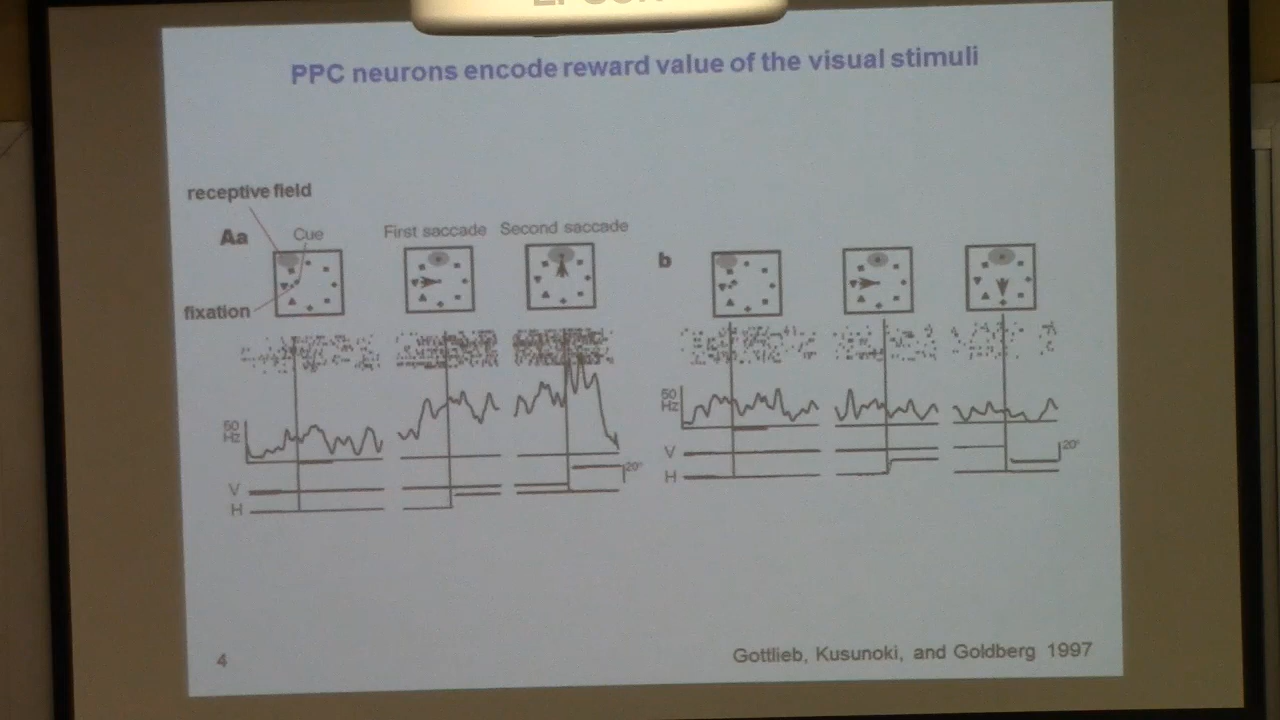 PPC neurons encode reward value of the visual stimuli
receptive field
Aa
Cue
First saccade
Second saccade
b
fixation
50
Hz
50
Hz
V
H
20°
V
H
20°
4
Gottlieb, Kusunoki, and Goldberg 1997